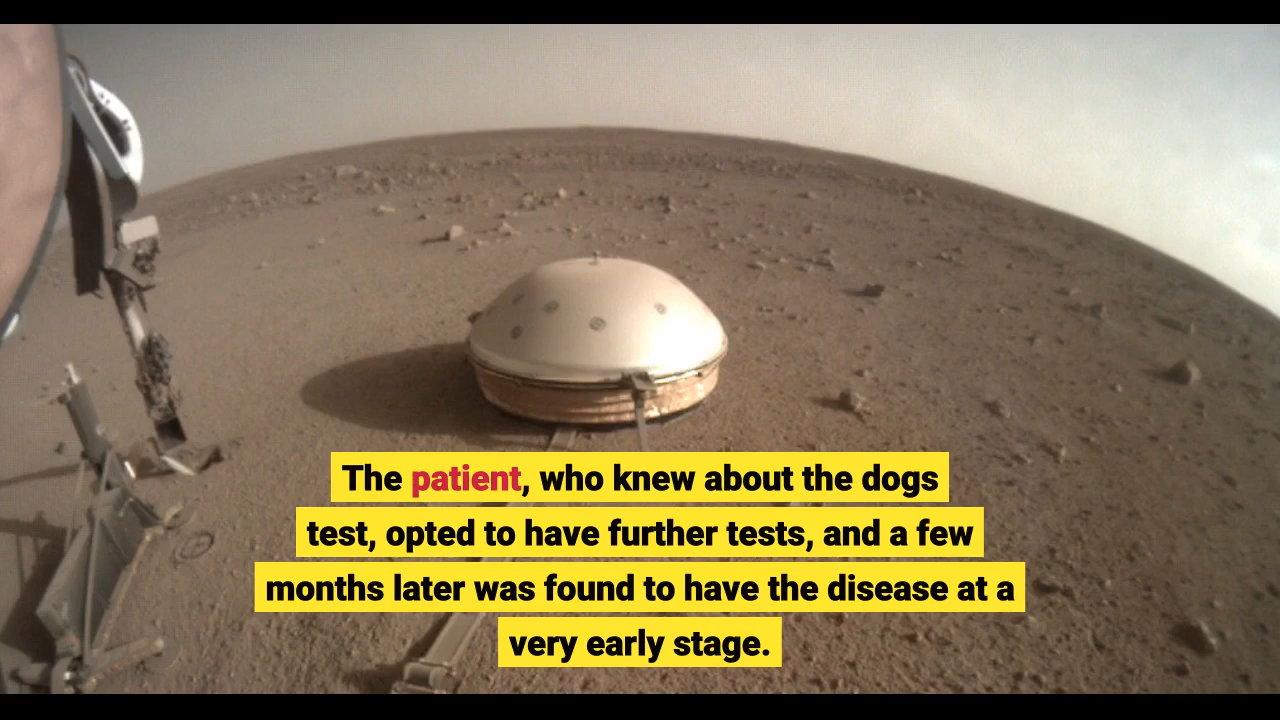 The patient, who knew about the dogs
test, opted to have further tests, and a few
months later was found to have the disease at a
very early stage.